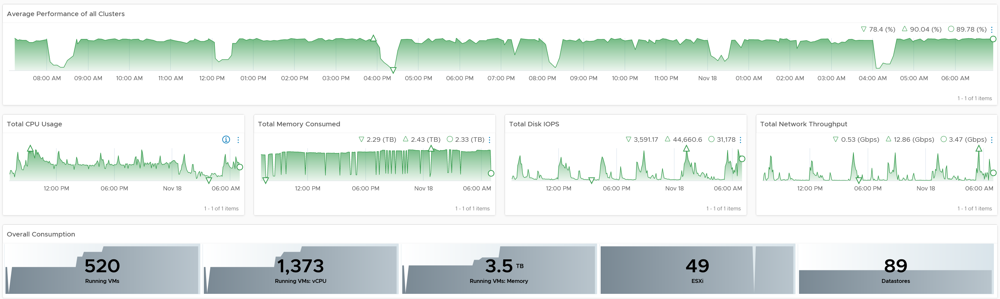 Average Performance of all Clusters
78.4 (%) 90.04 (%) 89.78 (%)
08:00 AM 09:00 AM 10:00 AM 11:00 AM 12:00 PM 01:00 PM 02:00 PM 03:00 PM 04:00 PM 05:00 PM 06:00 PM 07:00 PM 08:00 PM 09:00 PM 10:00 PM 11:00 PM Nov 18 01:00 AM 02:00 AM 03:00 AM 04:00 AM 05:00 AM 06:00 AM
1 - 1 of 1 items
Total CPU Usage
12:00 PM 06:00 PM Nov 18 06:00 AM
1 - 1 of 1 items
Total Memory Consumed
2.29 (TB) 2.43 (TB) 2.33 (TB)
12:00 PM 06:00 PM Nov 18 06:00 AM
1 - 1 of 1 items
Total Disk IOPS
3,591.17 44,660.6 31,178
12:00 PM 06:00 PM Nov 18 06:00 AM
1 - 1 of 1 items
Total Network Throughput
0.53 (Gbps) 12.86 (Gbps) 3.47 (Gbps)
12:00 PM 06:00 PM Nov 18 06:00 AM
1 - 1 of 1 items
Overall Consumption
520
Running VMs
1,373
Running VMs: vCPU
3.5 TB
Running VMs: Memory
49
ESXi
89
Datastores